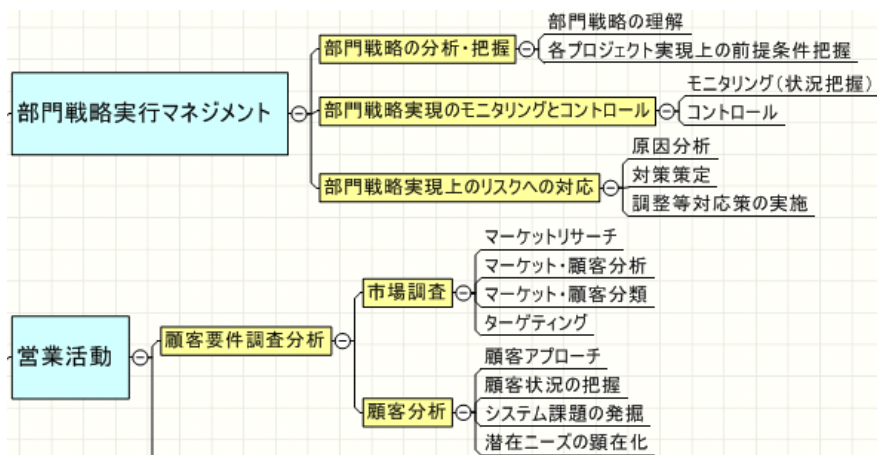 部門戦略実行マネジメント
部門戦略の分析・把握
部門戦略の理解
各プロジェクト実現上の前提条件把握
部門戦略実現のモニタリングとコントロール
モニタリング(状況把握)
コントロール
部門戦略実現上のリスクへの対応
原因分析
対策策定
調整等対応策の実施
営業活動
顧客要件調査分析
市場調査
マーケットリサーチ
マーケット・顧客分析
マーケット・顧客分類
ターゲティング
顧客分析
顧客アプローチ
顧客状況の把握
システム課題の発掘
潜在ニーズの顕在化